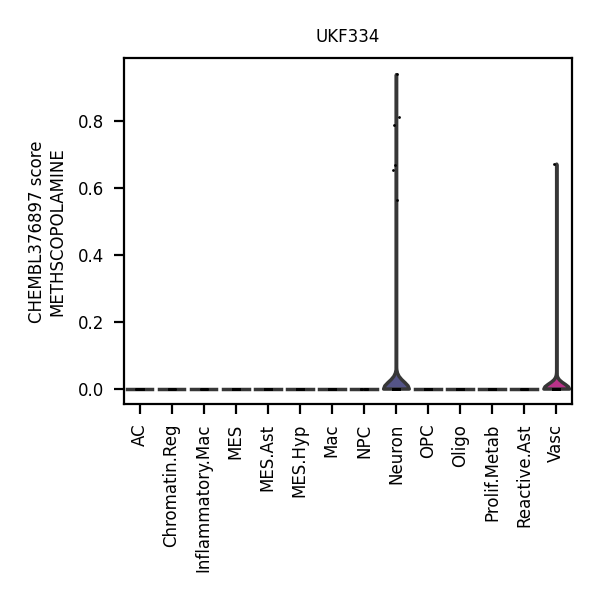 UKF334
CHEMBL376897 score
METHSCOPOLAMINE
0.8
0.6
0.4
0.2
0.0
AC
Chromatin.Reg
Inflammatory.Mac
MES
MES.Ast
MES.Hyp
Mac
NPC
Neuron
OPC
Oligo
Prolif.Metab
Reactive.Ast
Vasc